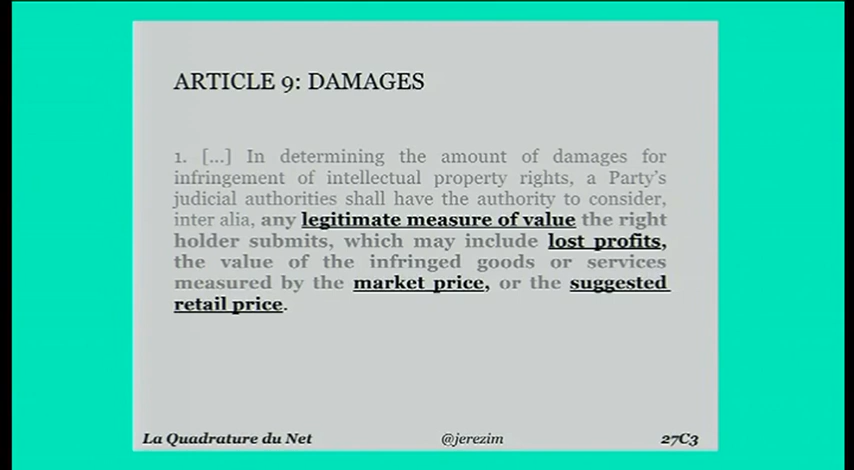 ARTICLE 9: DAMAGES
1. [...] In determining the amount of damages for
infringement of intellectual property rights, a Party's
judicial authorities shall have the authority to consider,
inter alia, any legitimate measure of value the right
holder submits, which may include lost profits,
the value of the infringed goods or services
measured by the market price, or the suggested
retail price.
La Quadrature du Net @jerezim 27C3